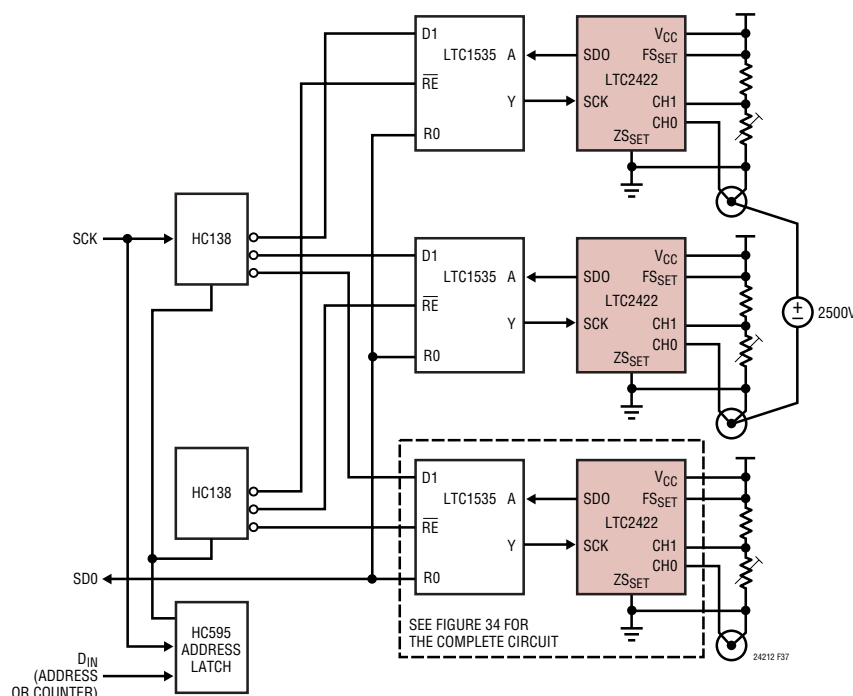 D1
LTC1535 A
RE
Y
R0
SDO
LTC2422
SCK
VCC
FSSET
CH1
CH0
ZSSET
SCK
HC138
D1
LTC1535 A
RE
Y
R0
SDO
LTC2422
SCK
VCC
FSSET
CH1
CH0
ZSSET
2500V
HC138
D1
LTC1535 A
RE
Y
R0
SDO
LTC2422
SCK
VCC
FSSET
CH1
CH0
ZSSET
SD0
HC595
ADDRESS
LATCH
DIN
(ADDRESS
OR COUNTER)
SEE FIGURE 34 FOR
THE COMPLETE CIRCUIT
24212 F37